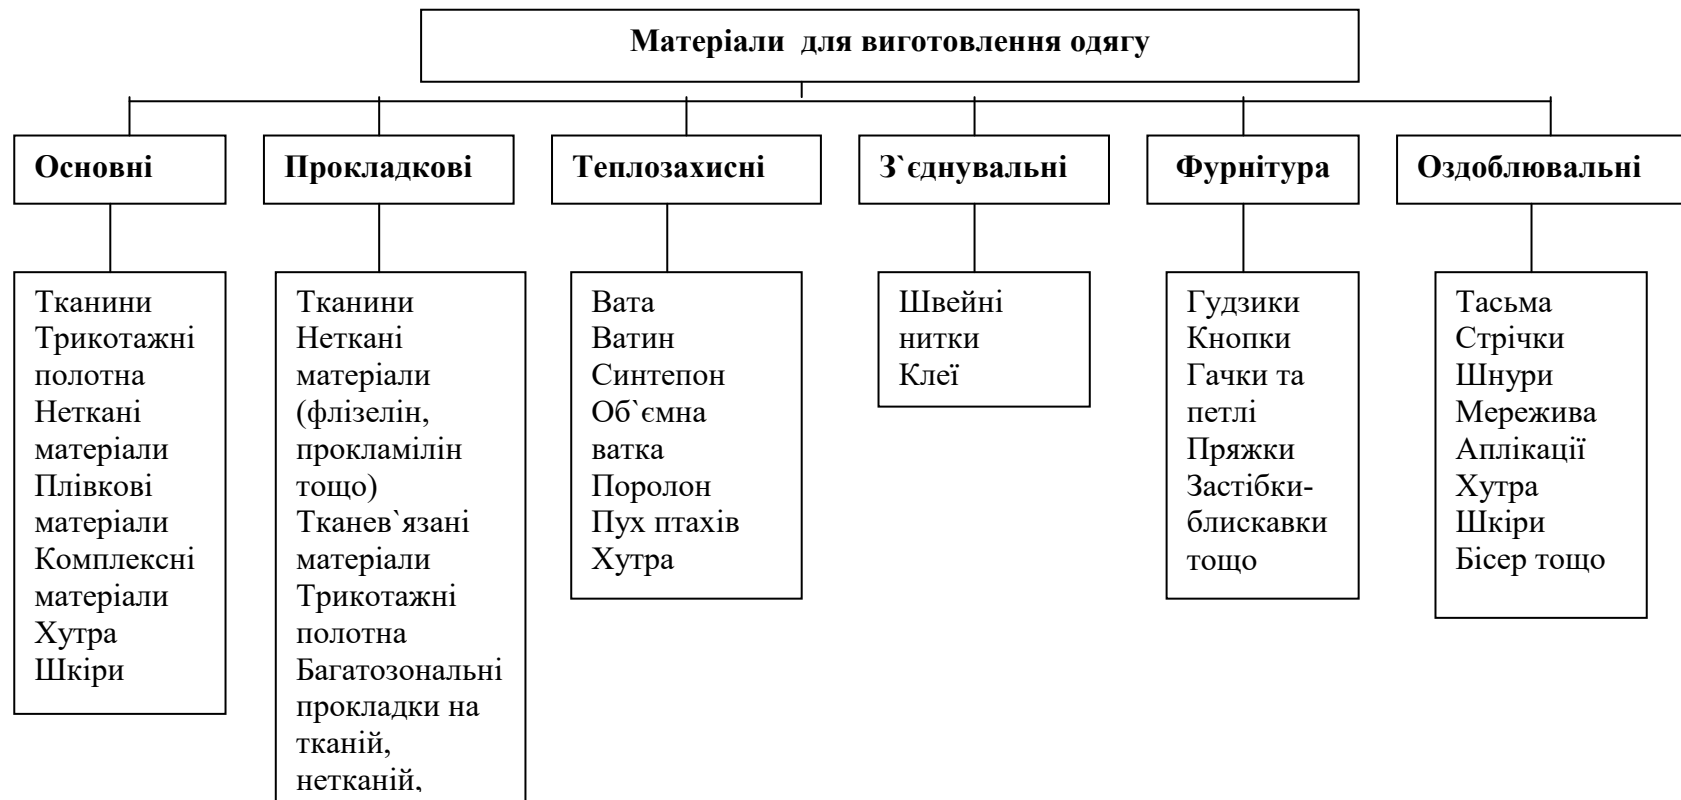 Матеріали для виготовлення одягу
Основні
Прокладкові
Теплозахисні
З`єднувальні
Фурнітура
Оздоблювальні
Тканини
Трикотажні
полотна
Неткані
матеріали
Плівкові
матеріали
Комплексні
матеріали
Хутра
Шкіри
Тканини
Неткані
матеріали
(флізелін,
прокламілін
тощо)
Тканев`язані
матеріали
Трикотажні
полотна
Багатозональні
прокладки на
тканій,
нетканій,
Вата
Ватин
Синтепон
Об`ємна
ватка
Поролон
Пух птахів
Хутра
Швейні
нитки
Клеї
Гудзики
Кнопки
Гачки та
петлі
Пряжки
Застібки-
блискавки
тощо
Тасьма
Стрічки
Шнури
Мережива
Аплікації
Хутра
Шкіри
Бісер тощо